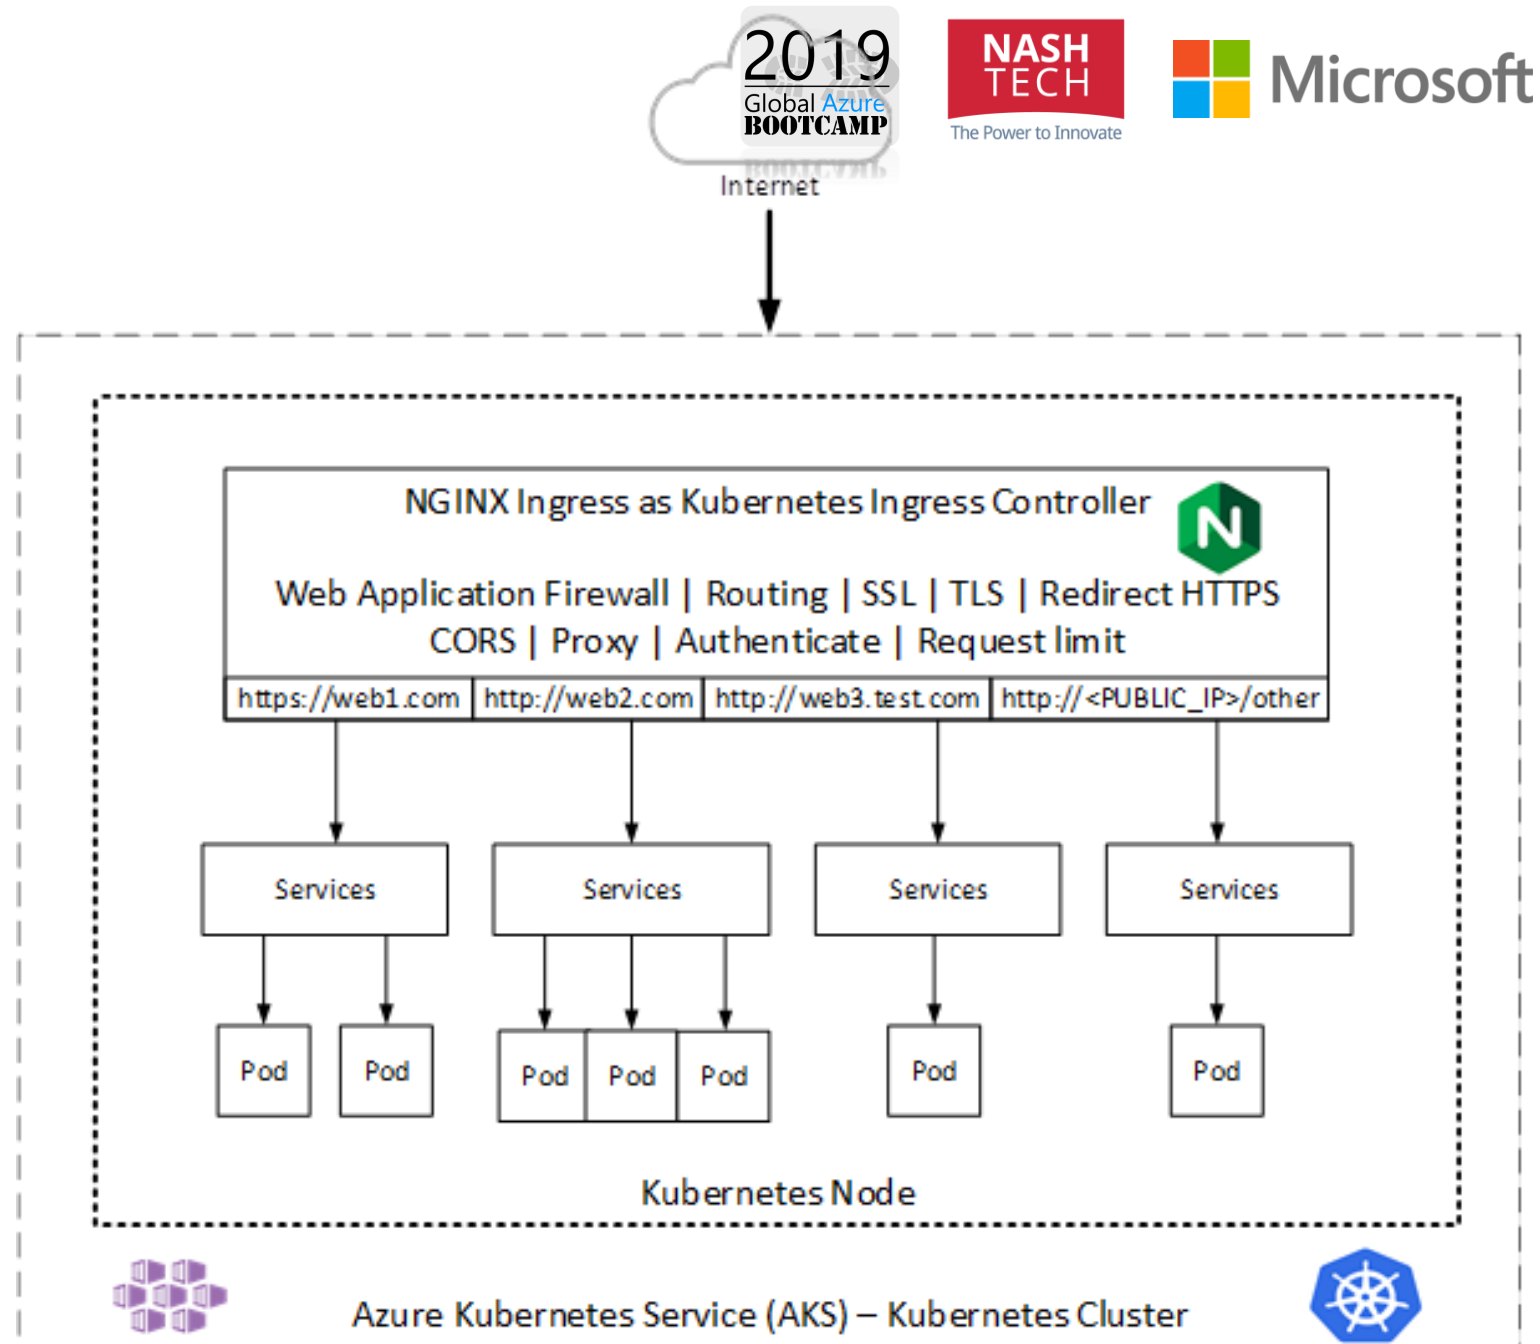 2019
Global Azure
BOOTCAMP
NASH
TECH
The Power to Innovate
Microsoft
Internet
NGINX Ingress as Kubernetes Ingress Controller
Web Application Firewall | Routing | SSL | TLS | Redirect HTTPS
CORS | Proxy | Authenticate | Request limit
https://web1.com
http://web2.com
http://web3.test.com
http://<PUBLIC_IP>/other
Services
Services
Services
Services
Pod
Pod
Pod
Pod
Pod
Pod
Pod
Kubernetes Node
Azure Kubernetes Service (AKS) – Kubernetes Cluster